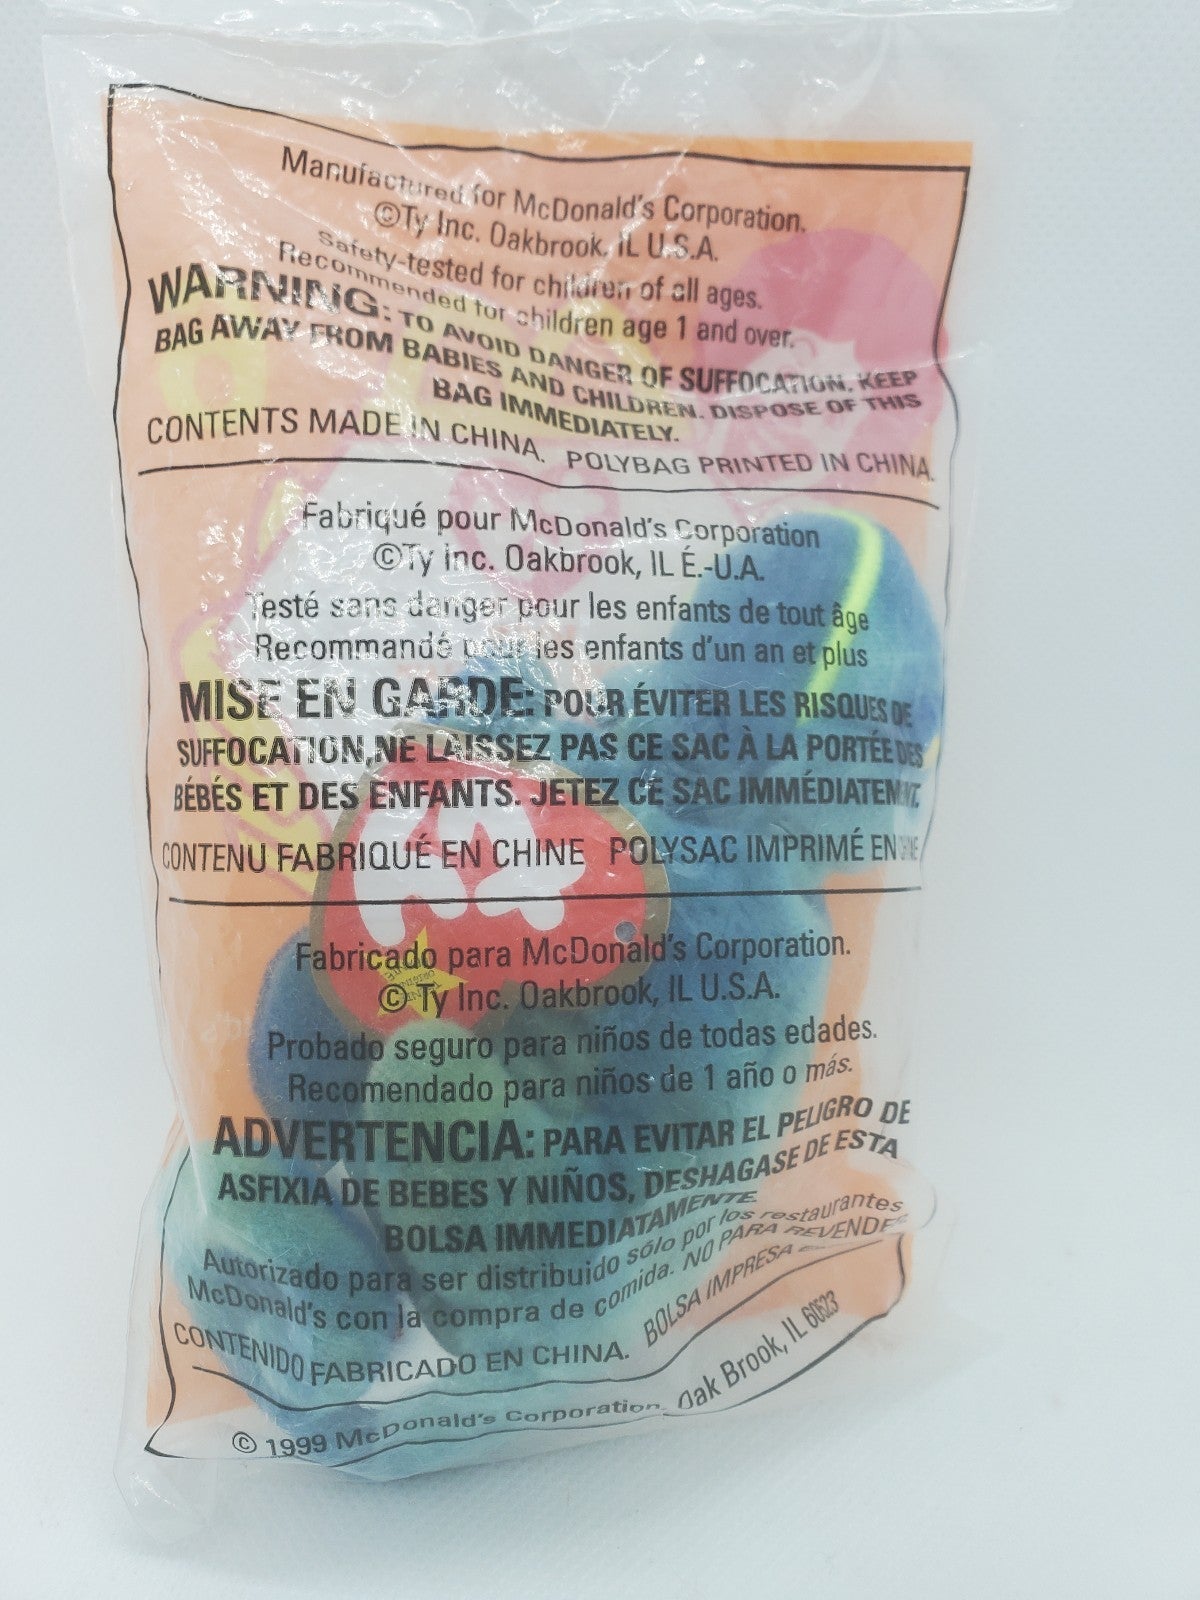 Manufactured for McDonald's Corporation.
©Ty Inc. Oakbrook, IL U.S.A.
Safety-tested for children of all ages.
Recommended for children age 1 and over.
WARNING: TO AVOID DANGER OF SUFFOCATION. KEEP
BAG AWAY FROM BABIES AND CHILDREN. DISPOSE OF THIS
BAG IMMEDIATELY.
CONTENTS MADE IN CHINA. POLYBAG PRINTED IN CHINA.
Fabriqué pour McDonald's Corporation
©Ty Inc. Oakbrook, IL É.-U.A.
Testé sans danger pour les enfants de tout âge
Recommandé pour les enfants d'un an et plus
MISE EN GARDE: POUR ÉVITER LES RISQUES DE
SUFFOCATION, NE LAISSEZ PAS CE SAC À LA PORTÉE DES
BÉBÉS ET DES ENFANTS. JETEZ CE SAC IMMÉDIATEMENT.
CONTENU FABRIQUÉ EN CHINE POLYSAC IMPRIMÉ EN CHINE
ty
Fabricado para McDonald's Corporation.
© Ty Inc. Oakbrook, IL U.S.A.
Probado seguro para niños de todas edades.
Recomendado para niños de 1 año o más.
ADVERTENCIA: PARA EVITAR EL PELIGRO DE
ASFIXIA DE BEBES Y NIÑOS, DESHAGASE DE ESTA
BOLSA IMMEDIATAMENTE.
Autorizado para ser distribuido sólo por los restaurantes
McDonald's con la compra de comida. NO PARA REVENDER
CONTENIDO FABRICADO EN CHINA. BOLSA IMPRESA
© 1999 McDonald's Corporation Oak Brook, IL 60523